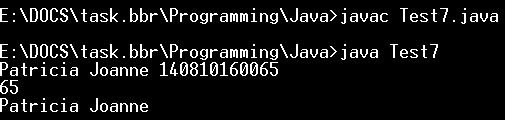 E:\DOCS\task.bbr\Programming\Java>javac Test7.java
E:\DOCS\task.bbr\Programming\Java>java Test7
Patricia Joanne 140810160065
65
Patricia Joanne